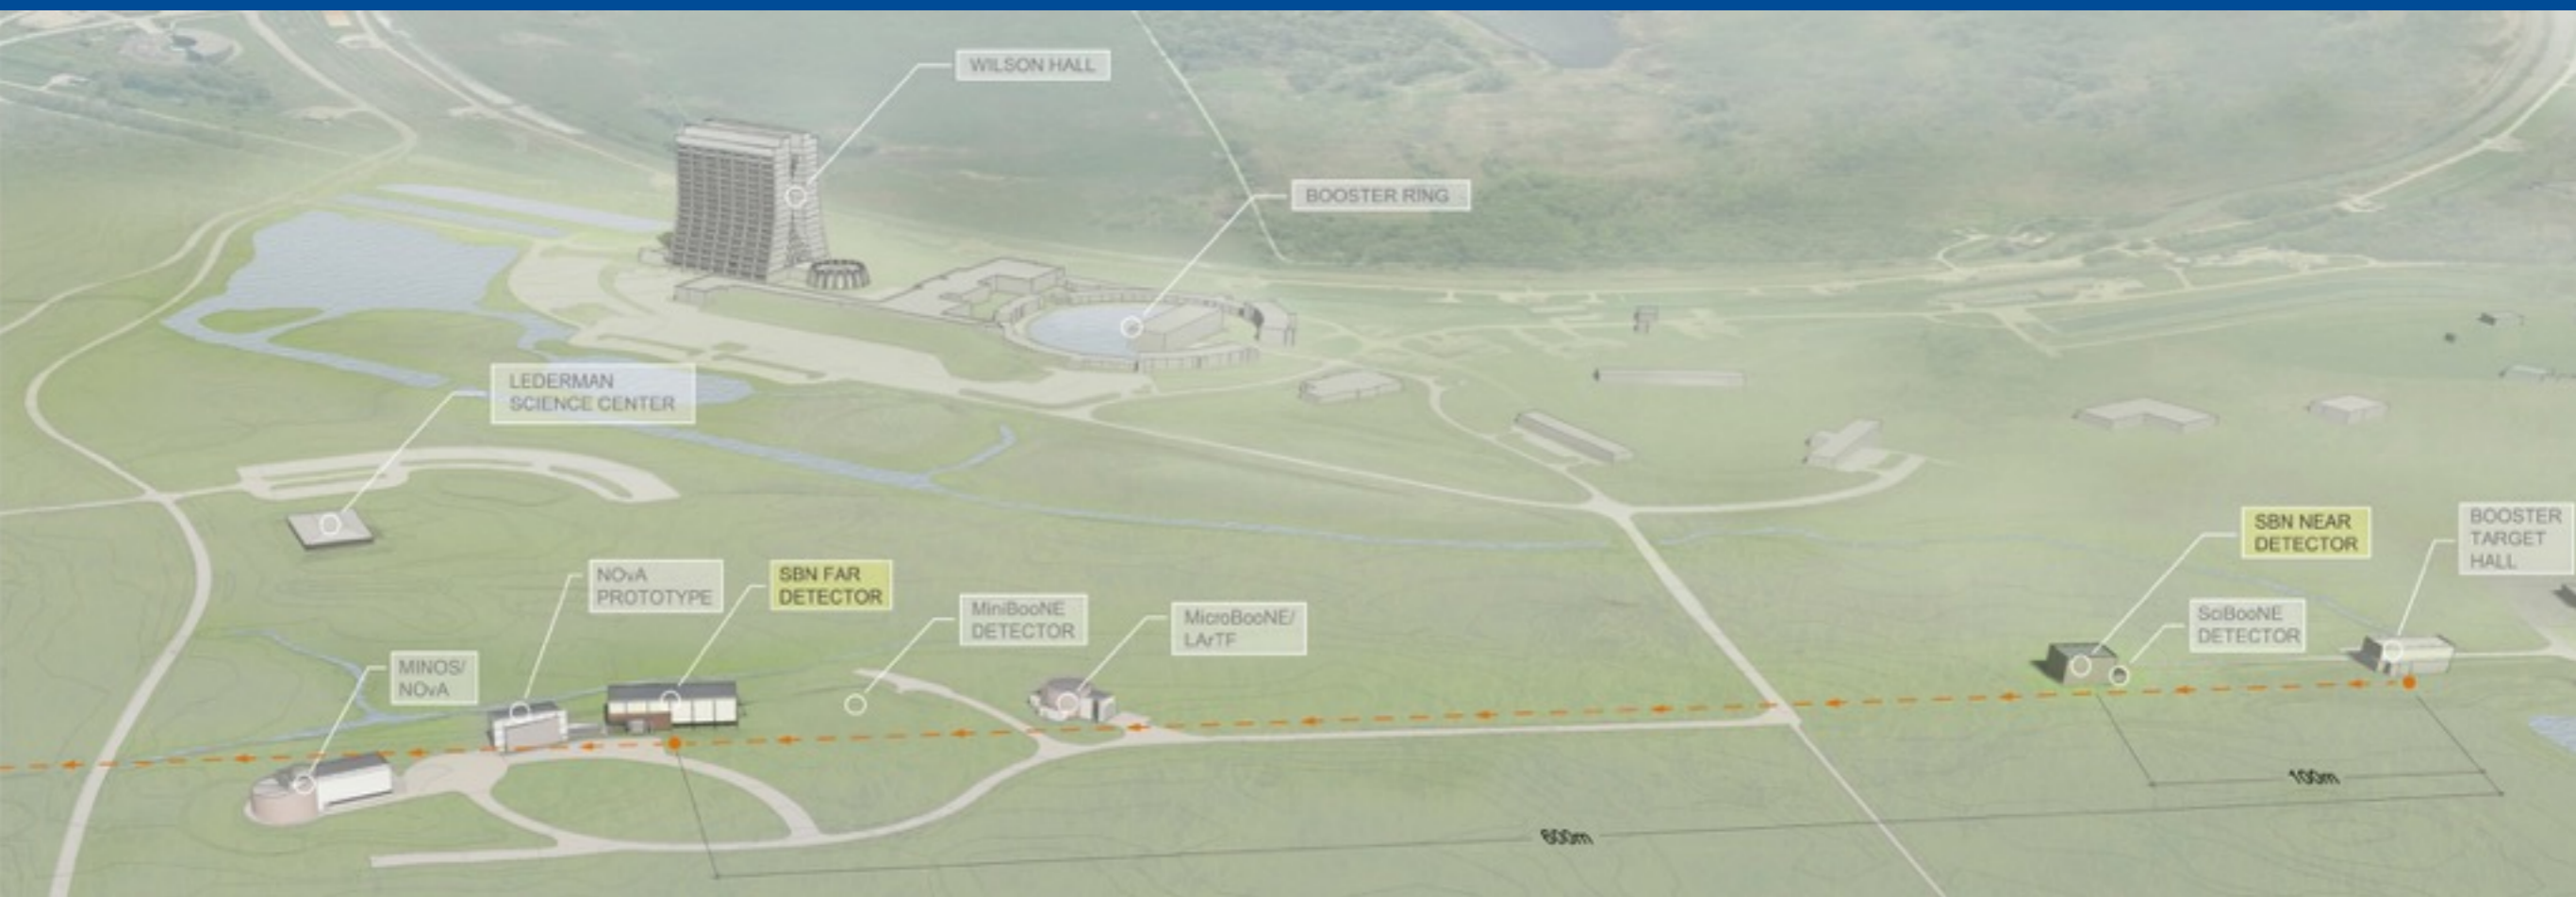 WILSON HALL
BOOSTER RING
LEDERMAN
SCIENCE CENTER
NOvA
PROTOTYPE
SBN FAR
DETECTOR
MiniBooNE
DETECTOR
MicroBooNE/
LArTF
MINOS/
NOvA
SBN NEAR
DETECTOR
BOOSTER
TARGET
HALL
SciBooNE
DETECTOR
100m
600m